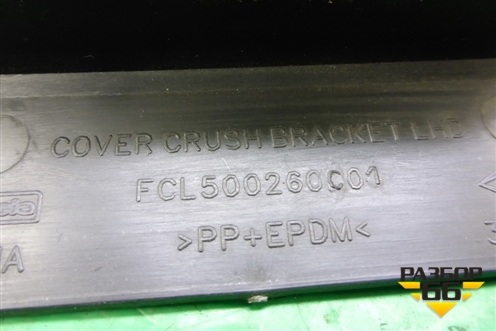 COVER CRUSH BRACKET LHD
FCL500260C01
>PP+EPDM<
РАЗБОР
66